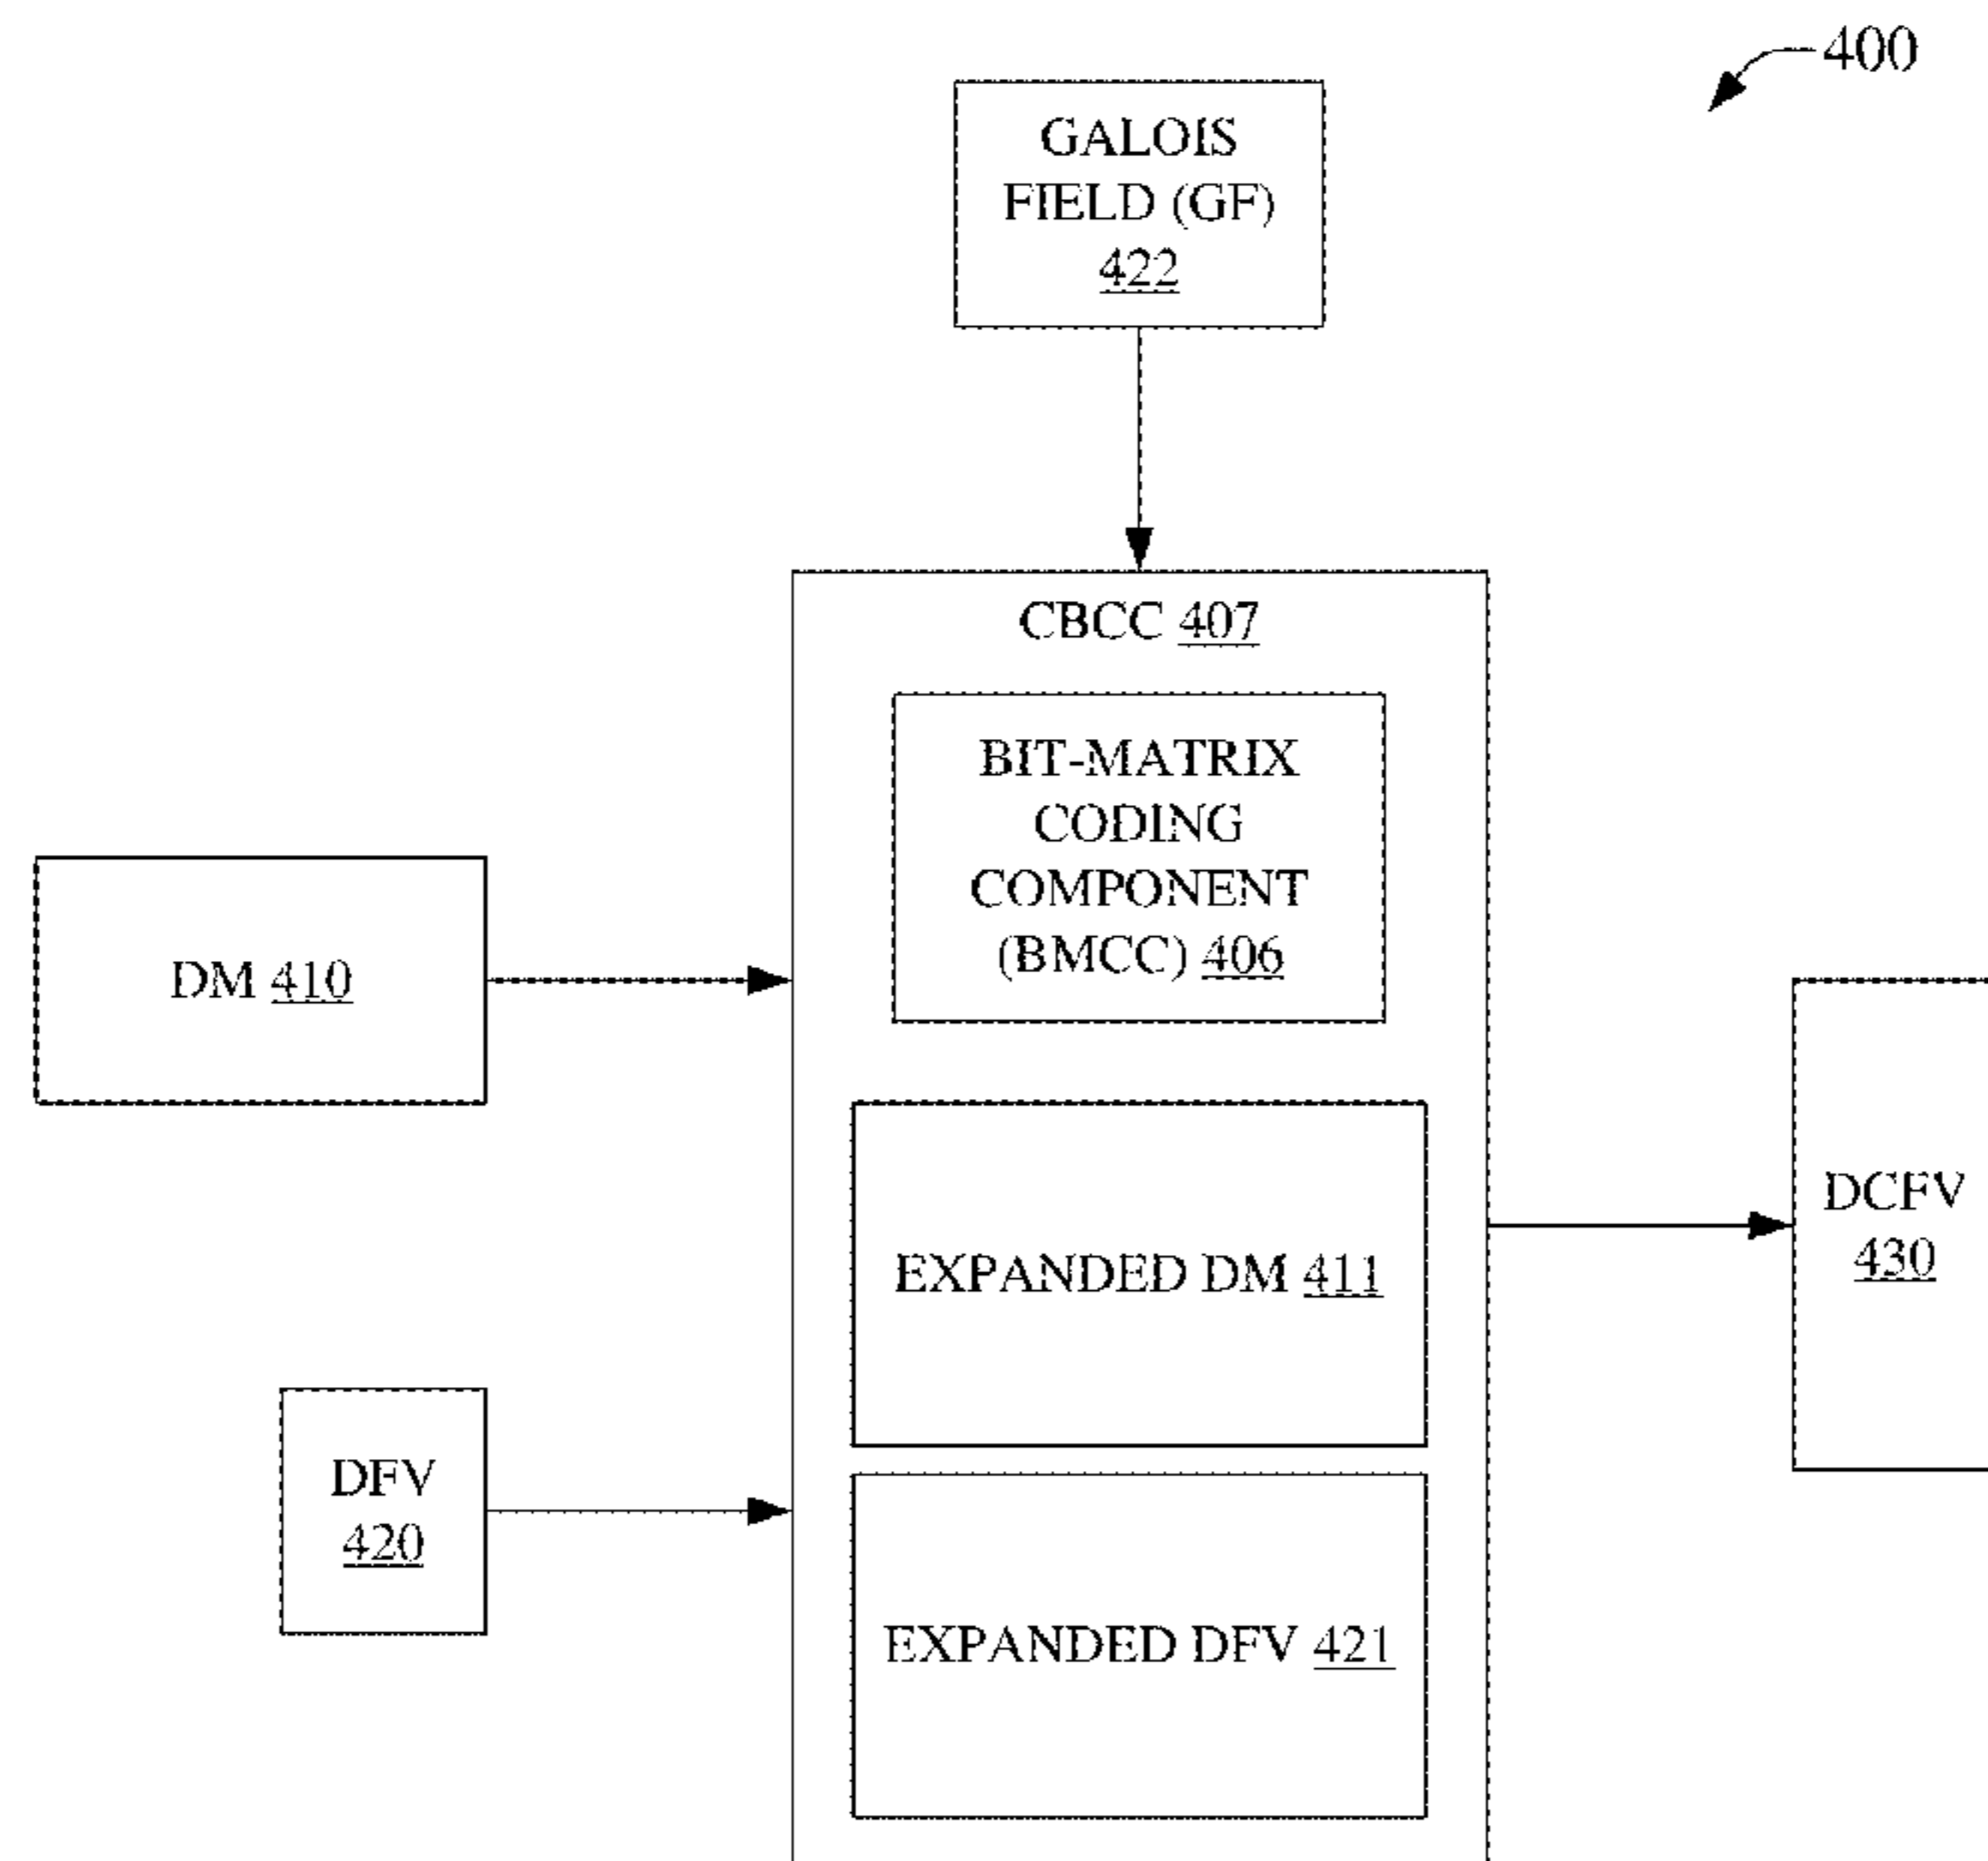 400
GALOIS
FIELD (GF)
422
CBCC 407
BIT-MATRIX
CODING
COMPONENT
(BMCC) 406
DM 410
EXPANDED DM 411
DCFV
430
DFV
420
EXPANDED DFV 421